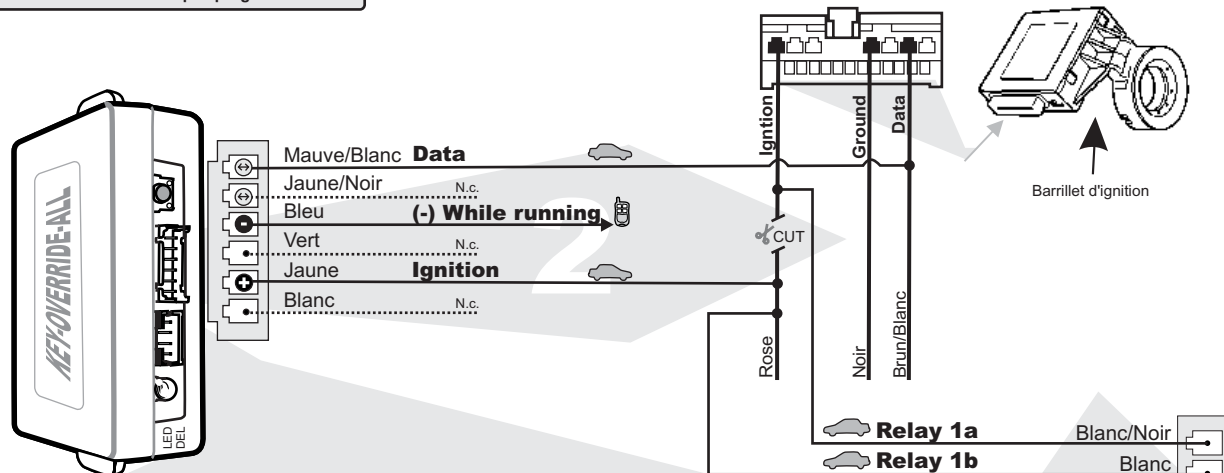 Igntion
Ground
Data
Barrillet d'ignition
Mauve/Blanc Data
Jaune/Noir N.c.
Bleu (-) While running
Vert N.c.
Jaune Ignition
Blanc N.c.
CUT
2
KEY-OVERRIDE-ALL
LED
DEL
Rose
Noir
Brun/Blanc
Relay 1a Blanc/Noir
Relay 1b Blanc